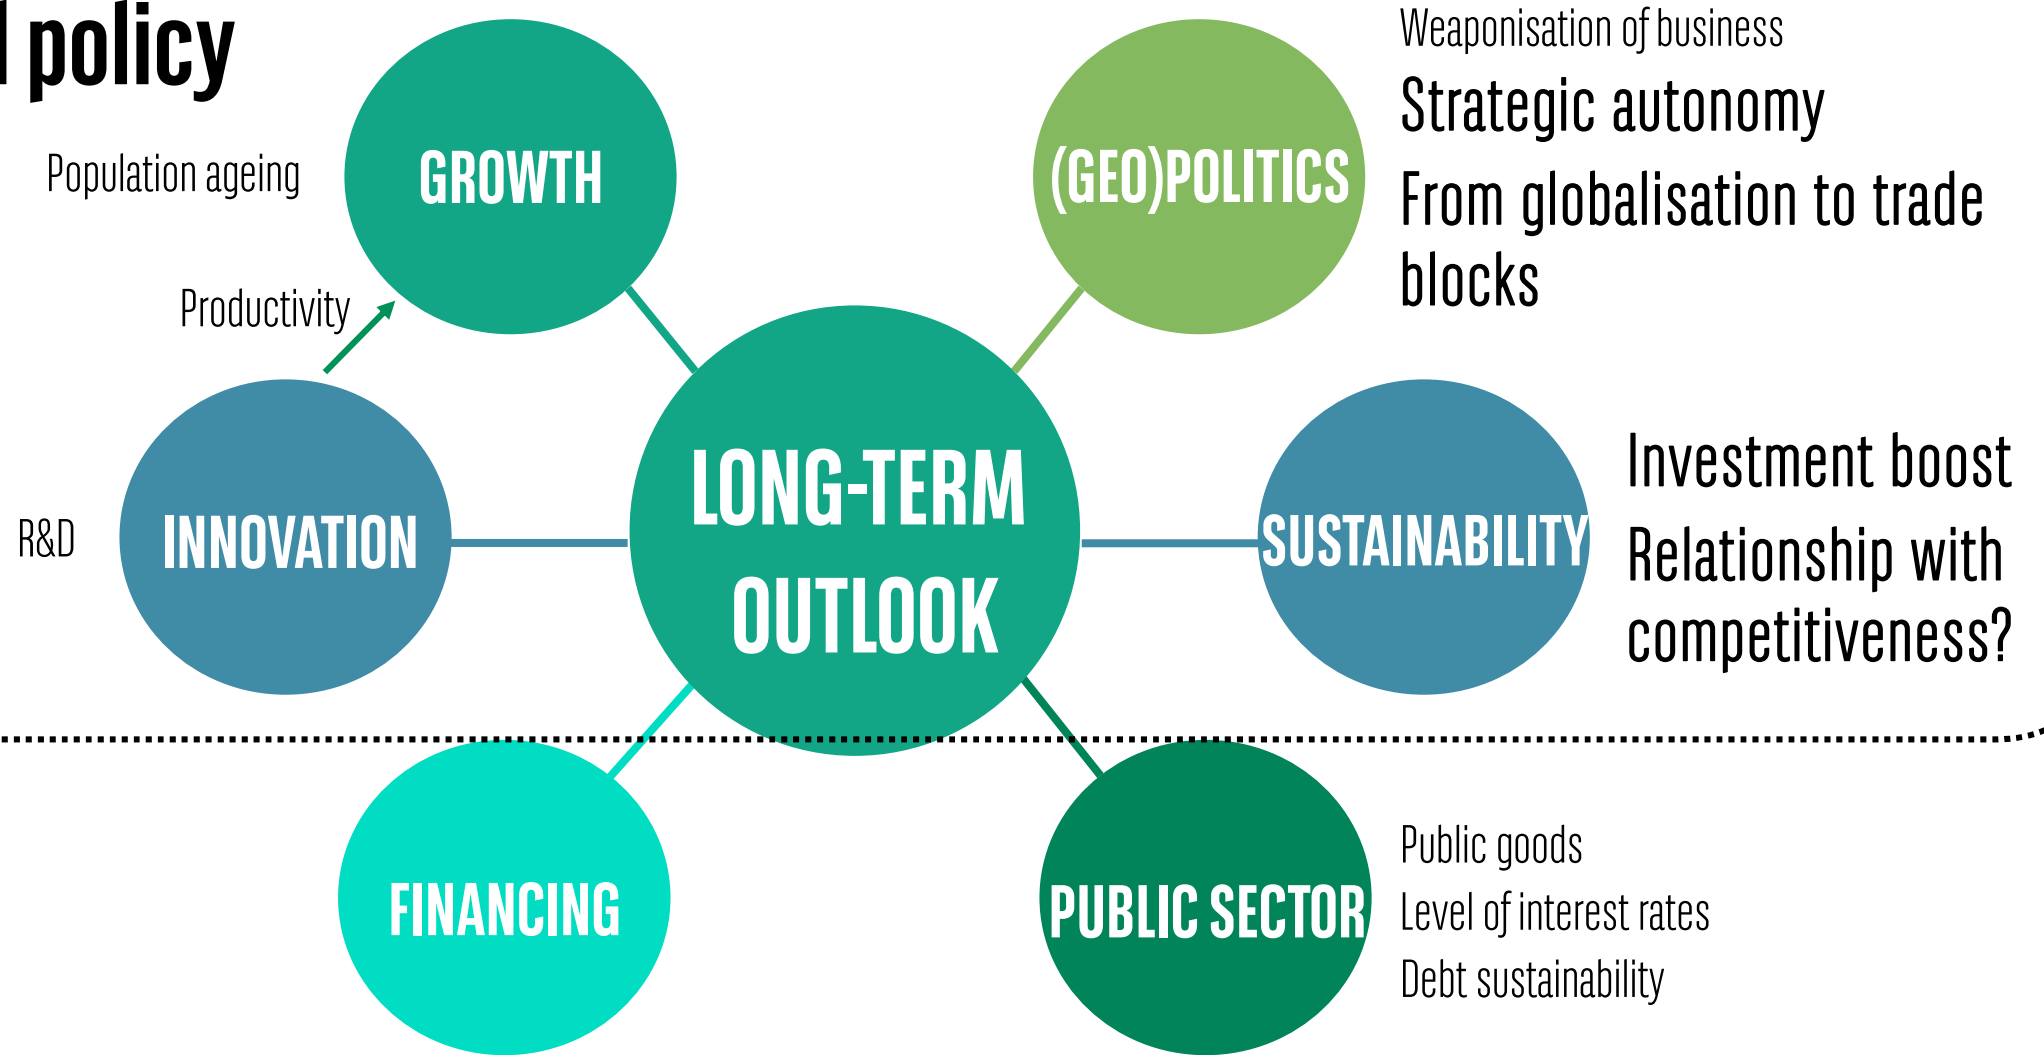 policy
Population ageing
GROWTH
Productivity
R&D
INNOVATION
LONG-TERM
OUTLOOK
(GEO)POLITICS
Weaponisation of business
Strategic autonomy
From globalisation to trade
blocks
SUSTAINABILITY
Investment boost
Relationship with
competitiveness?
FINANCING
PUBLIC SECTOR
Public goods
Level of interest rates
Debt sustainability